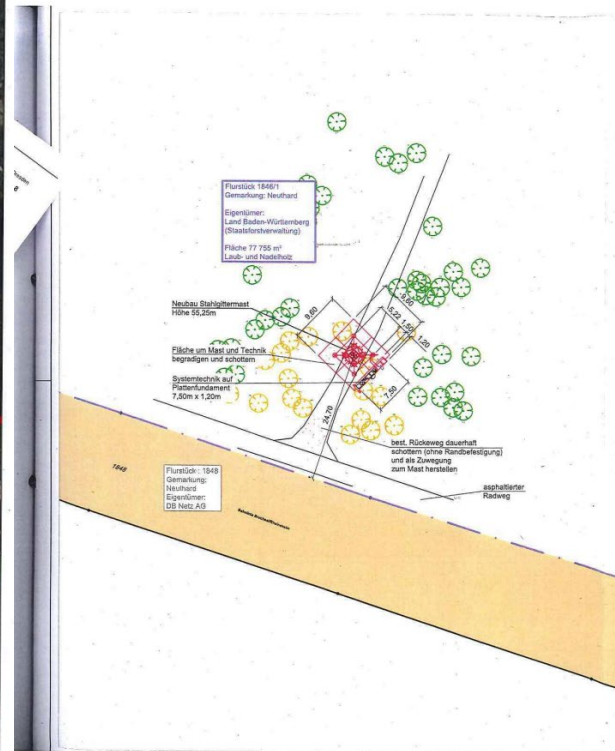 Flurstück 1846/1
Gemarkung: Neuthard
Eigentümer:
Land Baden-Württemberg
(Staatsforstverwaltung)
Fläche 77 755 m²
Laub- und Nadelholz
Neubau Stahlgittermast
Höhe 55,25m
Fläche um Mast und Technik
begradigen und schottern
Systemtechnik auf
Plattenfundament
7,50m x 1,20m
9,60
9,60
5,22
1,50
1,20
7,50
24,70
best. Rückeweg dauerhaft
schottern (ohne Randbefestigung)
und als Zuwegung
zum Mast herstellen
asphaltierter
Radweg
1848
Flurstück : 1848
Gemarkung:
Neuthard
Eigentümer:
DB Netz AG